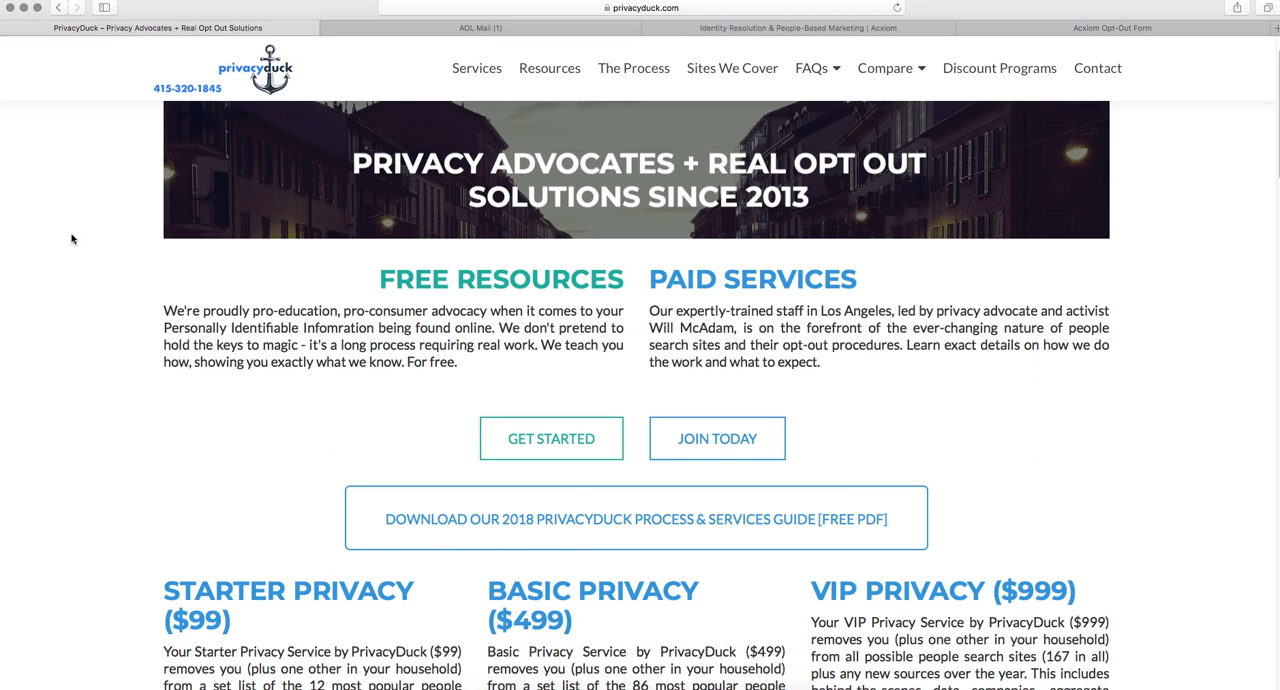 privacyduck.com
PrivacyDuck – Privacy Advocates + Real Opt Out Solutions
AOL Mail (1)
Identity Resolution & People-Based Marketing | Acxiom
Acxiom Opt-Out Form
privacyduck
415-320-1845
Services
Resources
The Process
Sites We Cover
FAQs
Compare
Discount Programs
Contact
PRIVACY ADVOCATES + REAL OPT OUT
SOLUTIONS SINCE 2013
FREE RESOURCES
We're proudly pro-education, pro-consumer advocacy when it comes to your
Personally Identifiable Infomration being found online. We don't pretend to
hold the keys to magic - it's a long process requiring real work. We teach you
how, showing you exactly what we know. For free.
PAID SERVICES
Our expertly-trained staff in Los Angeles, led by privacy advocate and activist
Will McAdam, is on the forefront of the ever-changing nature of people
search sites and their opt-out procedures. Learn exact details on how we do
the work and what to expect.
GET STARTED
JOIN TODAY
DOWNLOAD OUR 2018 PRIVACYDUCK PROCESS & SERVICES GUIDE [FREE PDF]
STARTER PRIVACY
($99)
Your Starter Privacy Service by PrivacyDuck ($99)
removes you (plus one other in your household)
from a set list of the 12 most popular people
BASIC PRIVACY
($499)
Basic Privacy Service by PrivacyDuck ($499)
removes you (plus one other in your household)
from a set list of the 86 most popular people
VIP PRIVACY ($999)
Your VIP Privacy Service by PrivacyDuck ($999)
removes you (plus one other in your household)
from all possible people search sites (167 in all)
plus any new sources over the year. This includes
behind-the-scenes data companies, aggregate